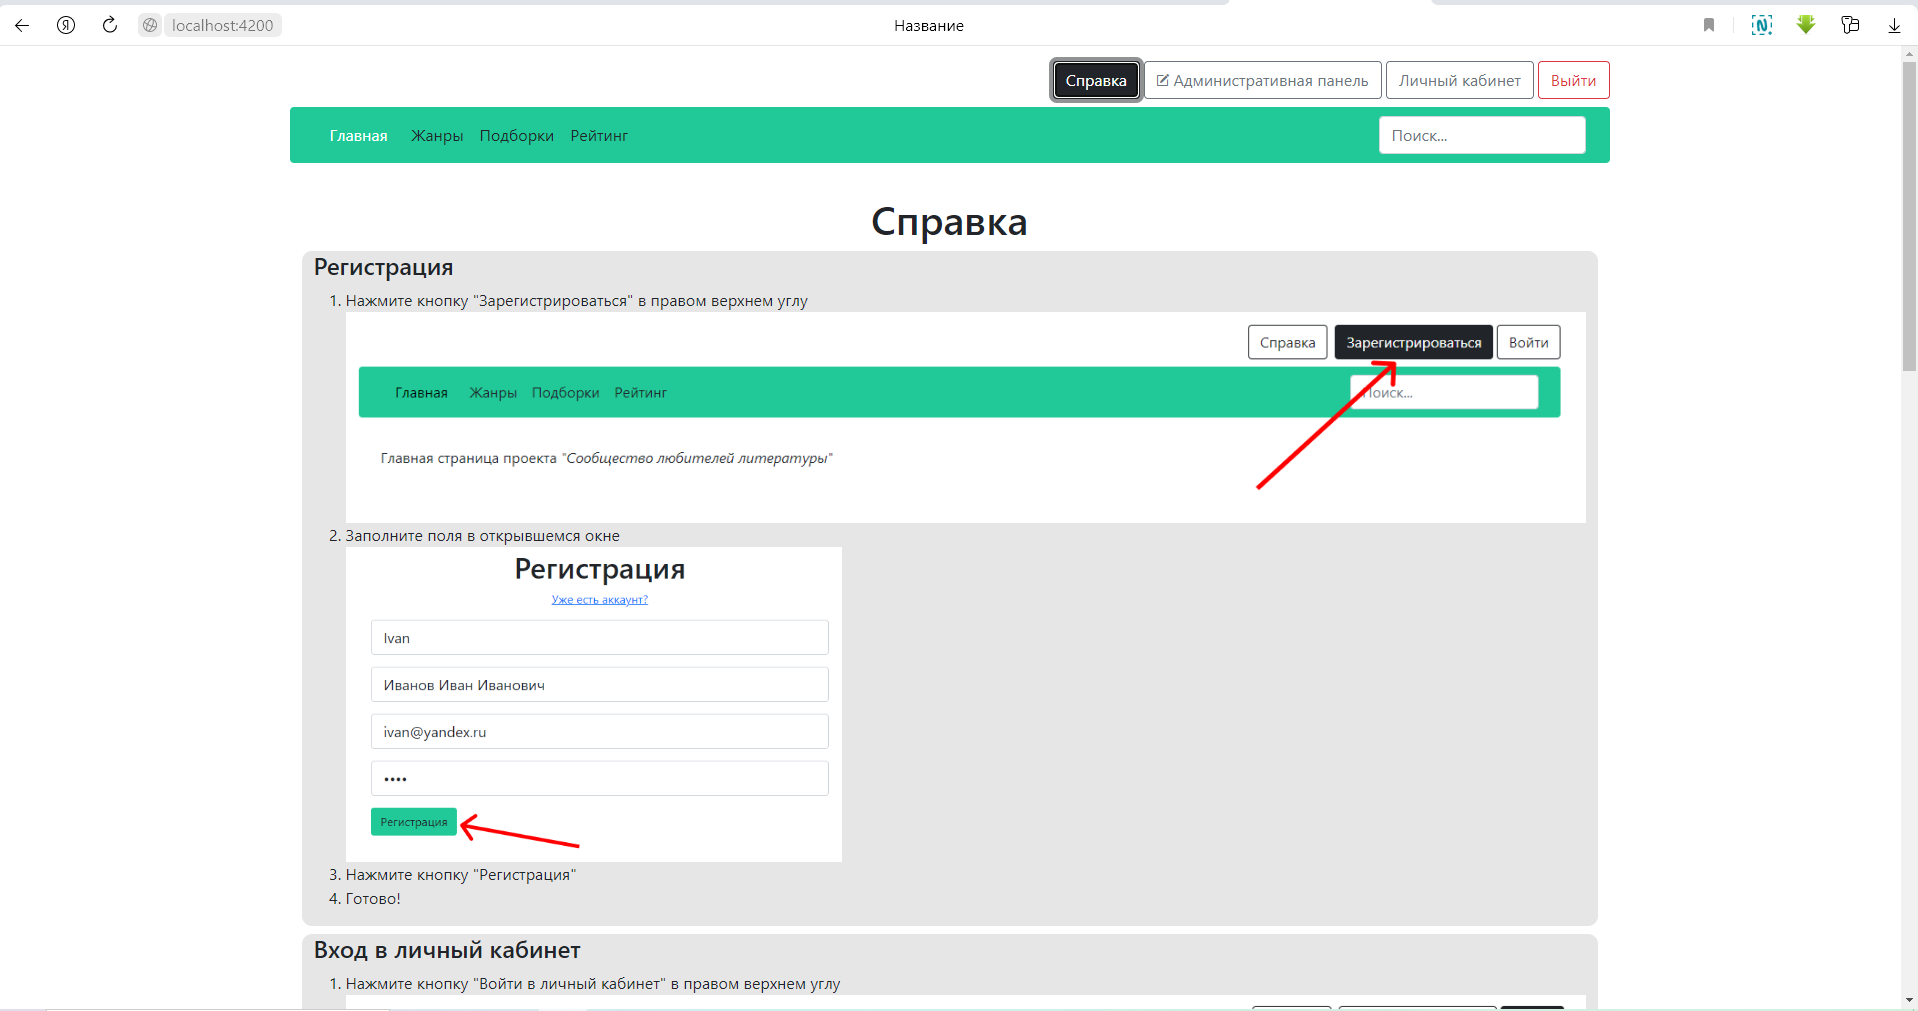 localhost:4200
Название
Справка
Административная панель
Личный кабинет
Выйти
Главная Жанры Подборки Рейтинг
Поиск...
Справка
Регистрация
1. Нажмите кнопку "Зарегистрироваться" в правом верхнем углу
Справка Зарегистрироваться Войти
Главная Жанры Подборки Рейтинг
Поиск...
Главная страница проекта "Сообщество любителей литературы"
2. Заполните поля в открывшемся окне
Регистрация
Уже есть аккаунт?
Ivan
Иванов Иван Иванович
ivan@yandex.ru
••••
Регистрация
3. Нажмите кнопку "Регистрация"
4. Готово!
Вход в личный кабинет
1. Нажмите кнопку "Войти в личный кабинет" в правом верхнем углу